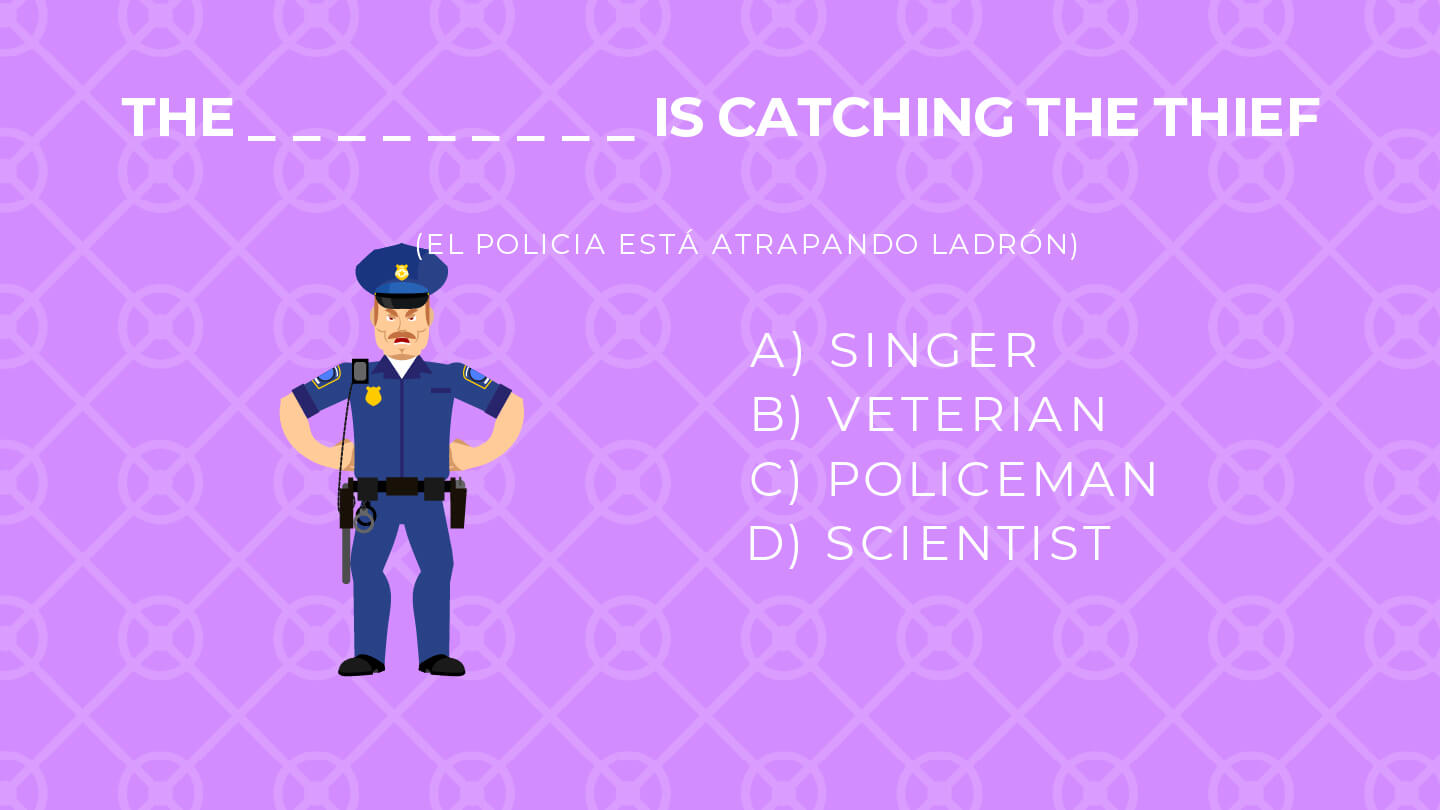 THE _ _ _ _ _ _ _ _ _ IS CATCHING THE THIEF
(EL POLICIA ESTÁ ATRAPANDO LADRÓN)
A) SINGER
B) VETERIAN
C) POLICEMAN
D) SCIENTIST